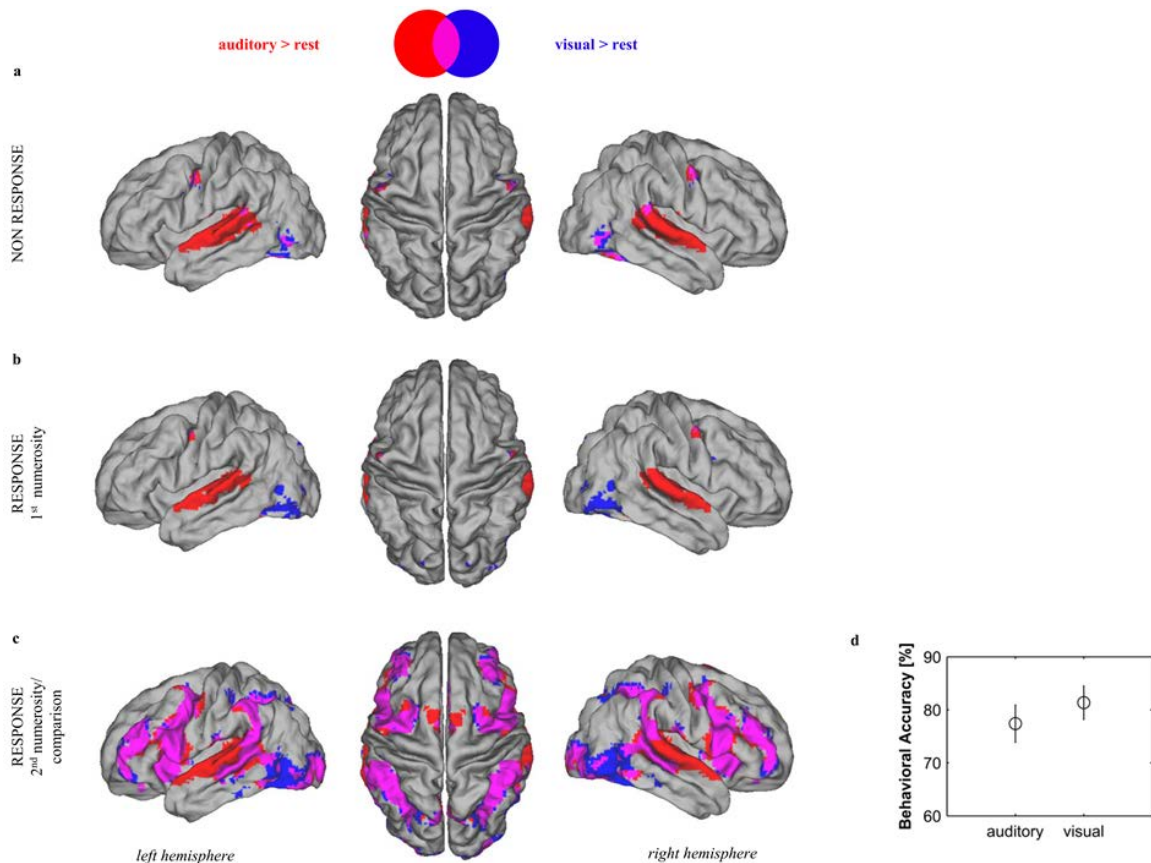 auditory > rest
visual > rest
a
NON RESPONSE
b
RESPONSE
1st numerosity
c
RESPONSE
2nd numerosity/
comparison
left hemisphere
right hemisphere
d
Behavioral Accuracy [%]
90
80
70
60
auditory
visual